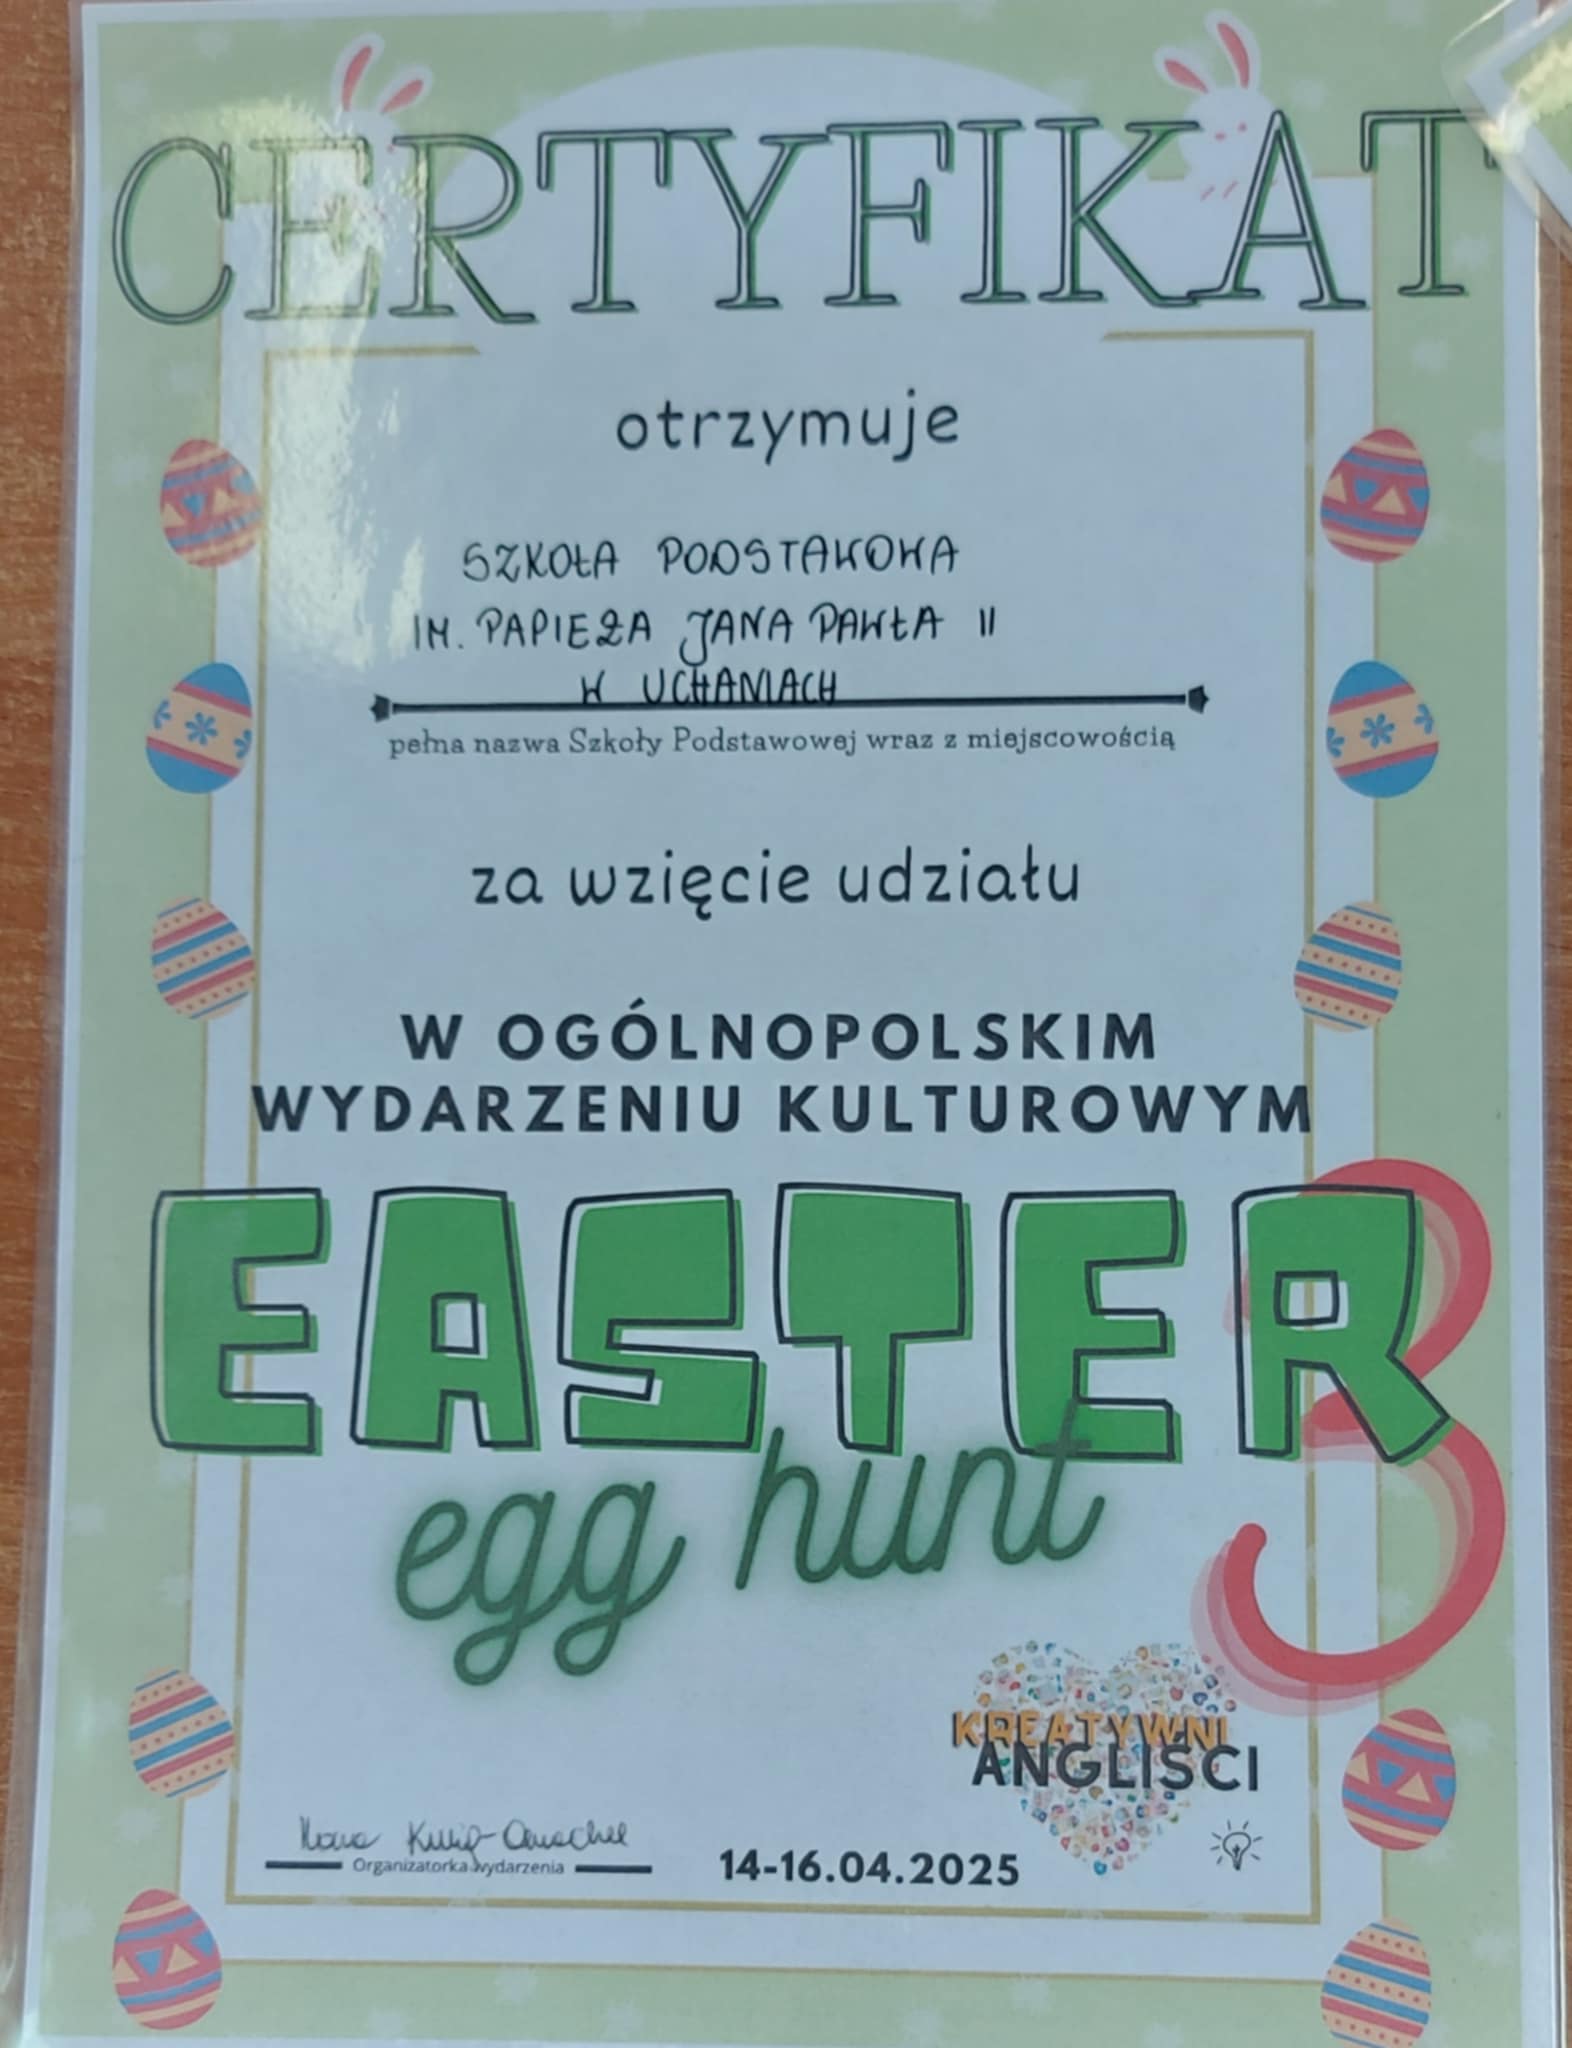 CERTYFIKAT
otrzymuje
SZKOŁA PODSTAWOWA
IM. PAPIEŻA JANA PAWŁA II
W UCHANIACH
pełna nazwa Szkoły Podstawowej wraz z miejscowością
za wzięcie udziału
W OGÓLNOPOLSKIM
WYDARZENIU KULTUROWYM
EASTER 3
egg hunt
KREATYWNI
ANGLIŚCI
Organizatorka wydarzenia
14-16.04.2025